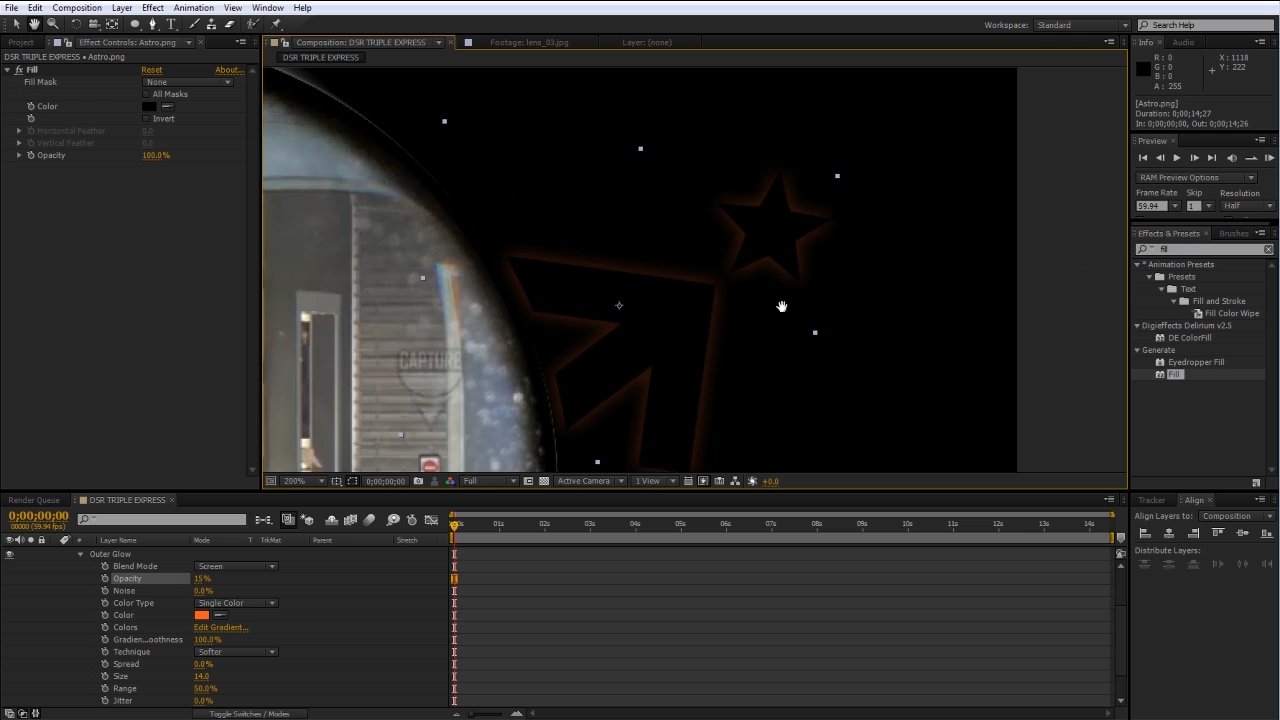 File Edit Composition Layer Effect Animation View Window Help
Workspace: Standard Search Help
Project Effect Controls: Astro.png Composition: DSR TRIPLE EXPRESS Footage: lens_03.jpg Layer: (none) Info Audio
DSR TRIPLE EXPRESS • Astro.png DSR TRIPLE EXPRESS
fx Fill Reset About...
Fill Mask None
All Masks
Color
Invert
Horizontal Feather 0.0
Vertical Feather 0.0
Opacity 100.0%
R: 0 X: 1118
G: 0 Y: 222
B: 0
A: 255
[Astro.png]
Duration: 0;00;14;27
In: 0;00;00;00, Out: 0;00;14;26
Preview
RAM Preview Options
Frame Rate Skip Resolution
59.94 1 Half
Effects & Presets Brushes
fill
* Animation Presets
Presets
Text
Fill and Stroke
Fill Color Wipe
Digieffects Delirium v2.5
DE ColorFill
Generate
Eyedropper Fill
Fill
CAPTURE
200% 0;00;00;00 Full Active Camera 1 View +0.0
Render Queue DSR TRIPLE EXPRESS
0;00;00;00
00000 (59.94 fps)
01s 02s 03s 04s 05s 06s 07s 08s 09s 10s 11s 12s 13s 14s
# Layer Name Mode T TrkMat Parent Stretch
Outer Glow
Blend Mode Screen
Opacity 15%
Noise 0.0%
Color Type Single Color
Color
Colors Edit Gradient...
Gradien...oothness 100.0%
Technique Softer
Spread 0.0%
Size 14.0
Range 50.0%
Jitter 0.0%
Toggle Switches / Modes
Tracker Align
Align Layers to: Composition
Distribute Layers: